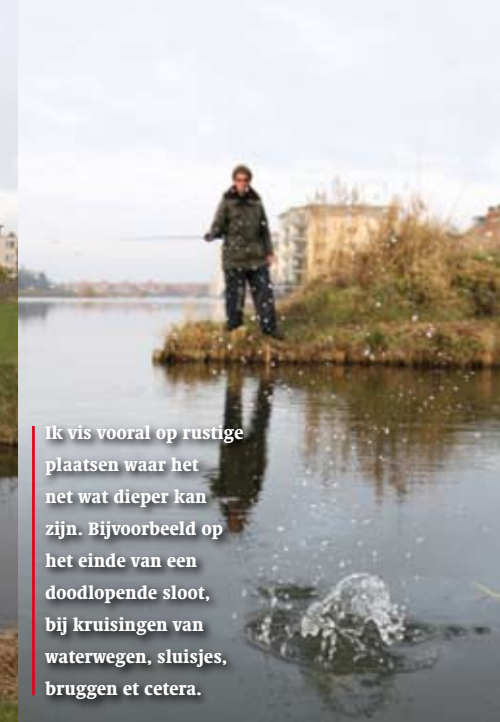 Ik vis vooral op rustige
plaatsen waar het
net wat dieper kan
zijn. Bijvoorbeeld op
het einde van een
doodlopende sloot,
bij kruisingen van
waterwegen, sluisjes,
bruggen et cetera.